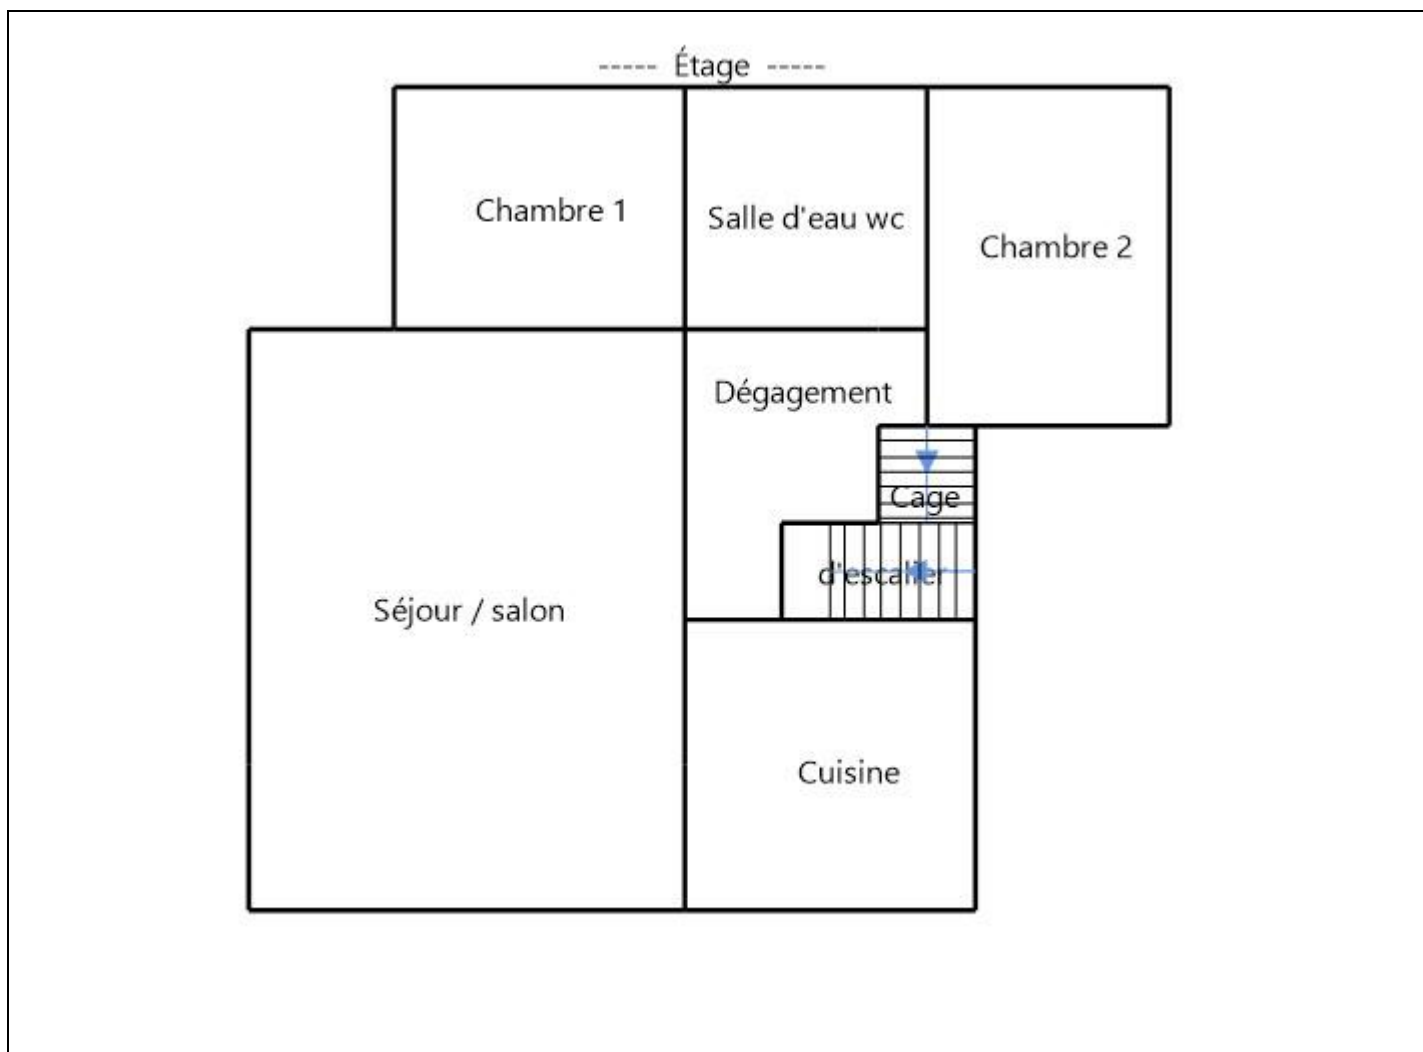 ----- Étage -----
Chambre 1
Salle d'eau wc
Chambre 2
Dégagement
Cage
d'escalier
Séjour / salon
Cuisine